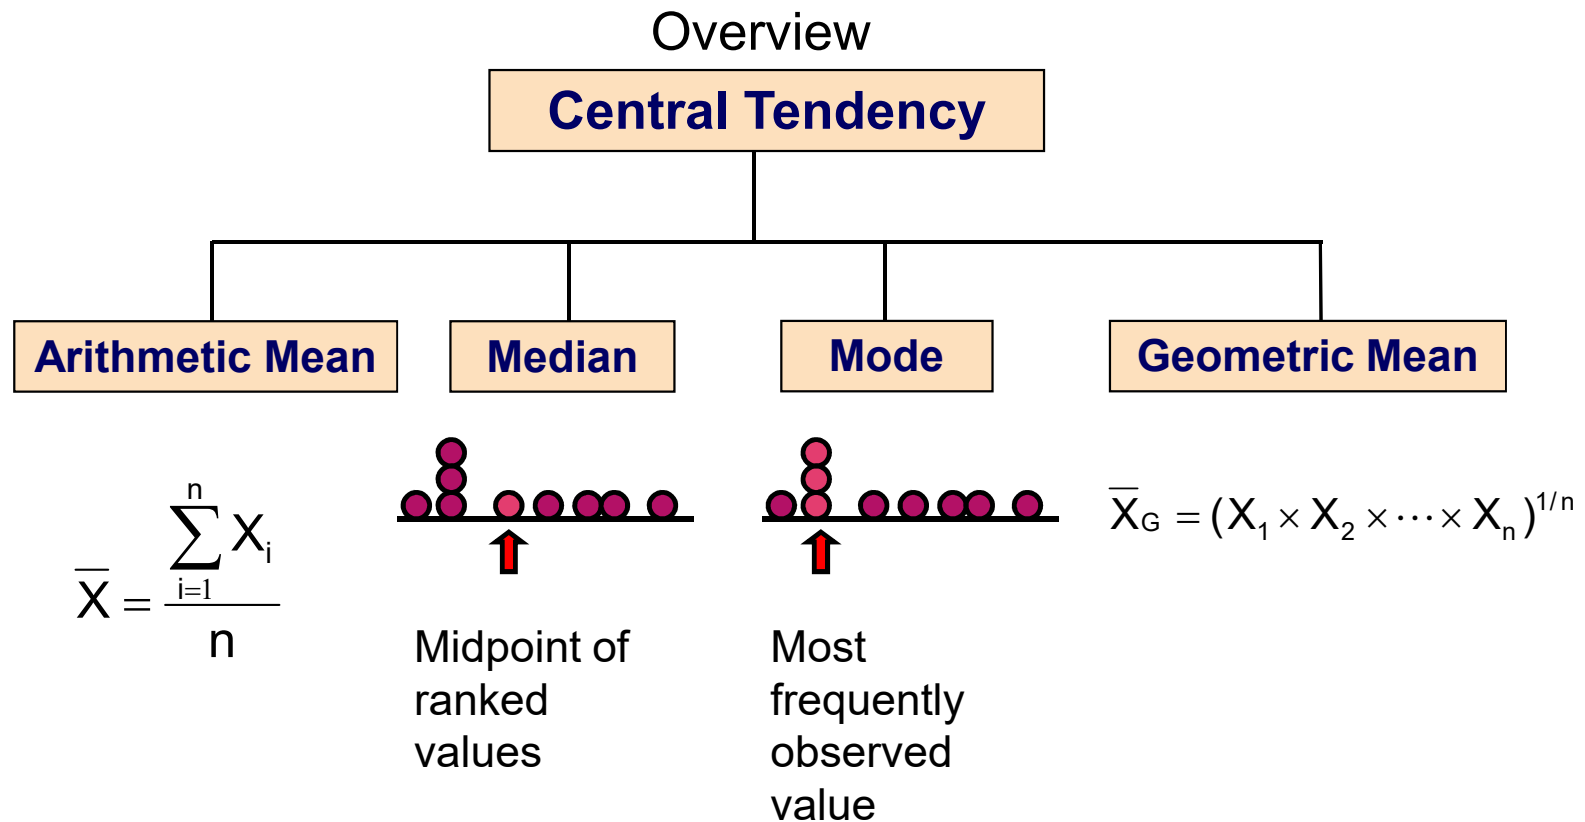 Overview
Central Tendency
Arithmetic Mean
Median
Mode
Geometric Mean
X̄ = ∑ᵢ₌₁ⁿ Xᵢ / n
Midpoint of
ranked
values
Most
frequently
observed
value
X̄_G = (X₁ × X₂ × ⋯ × Xₙ)^{1/n}